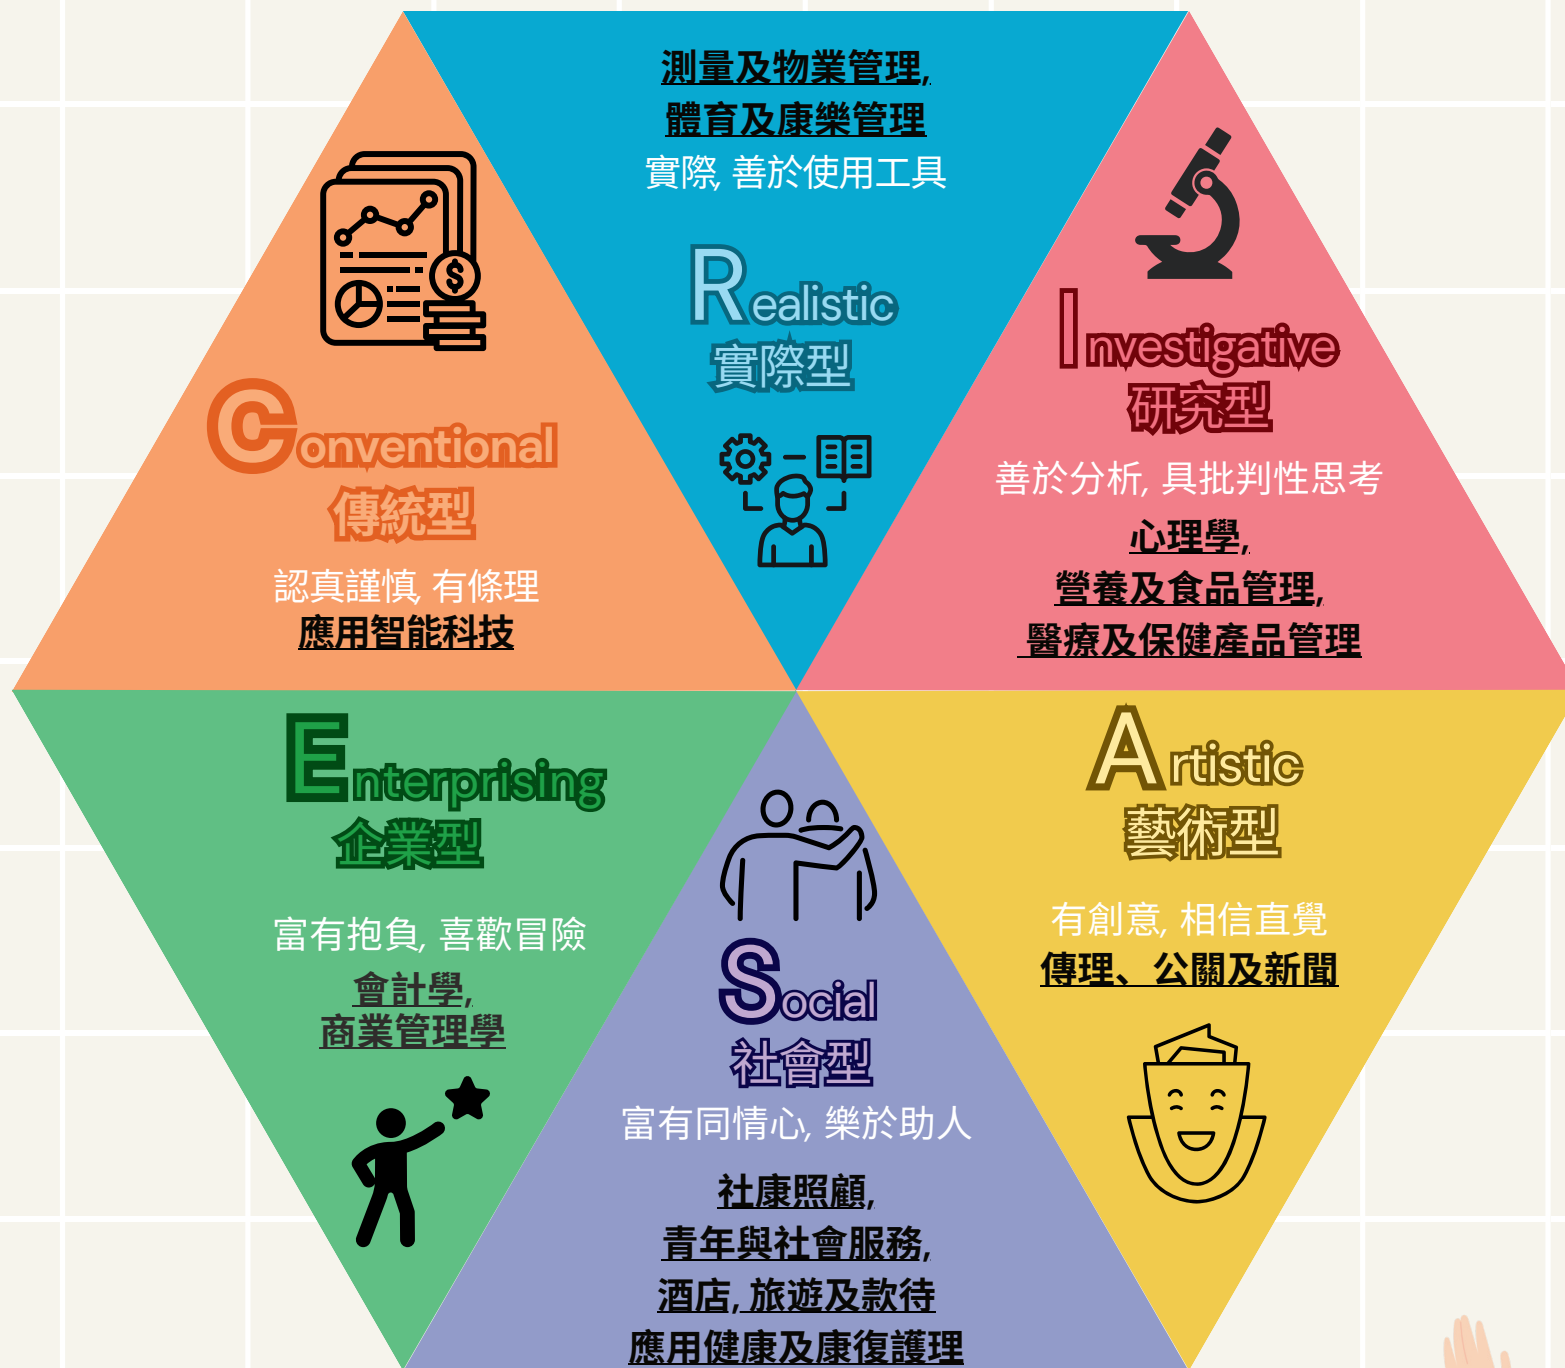 測量及物業管理,
體育及康樂管理
實際, 善於使用工具
Realistic
實際型
Investigative
研究型
善於分析, 具批判性思考
心理學,
營養及食品管理,
醫療及保健產品管理
Conventional
傳統型
認真謹慎, 有條理
應用智能科技
Enterprising
企業型
富有抱負, 喜歡冒險
會計學,
商業管理學
Social
社會型
富有同情心, 樂於助人
社康照顧,
青年與社會服務,
酒店, 旅遊及款待
應用健康及康復護理
Artistic
藝術型
有創意, 相信直覺
傳理、公關及新聞